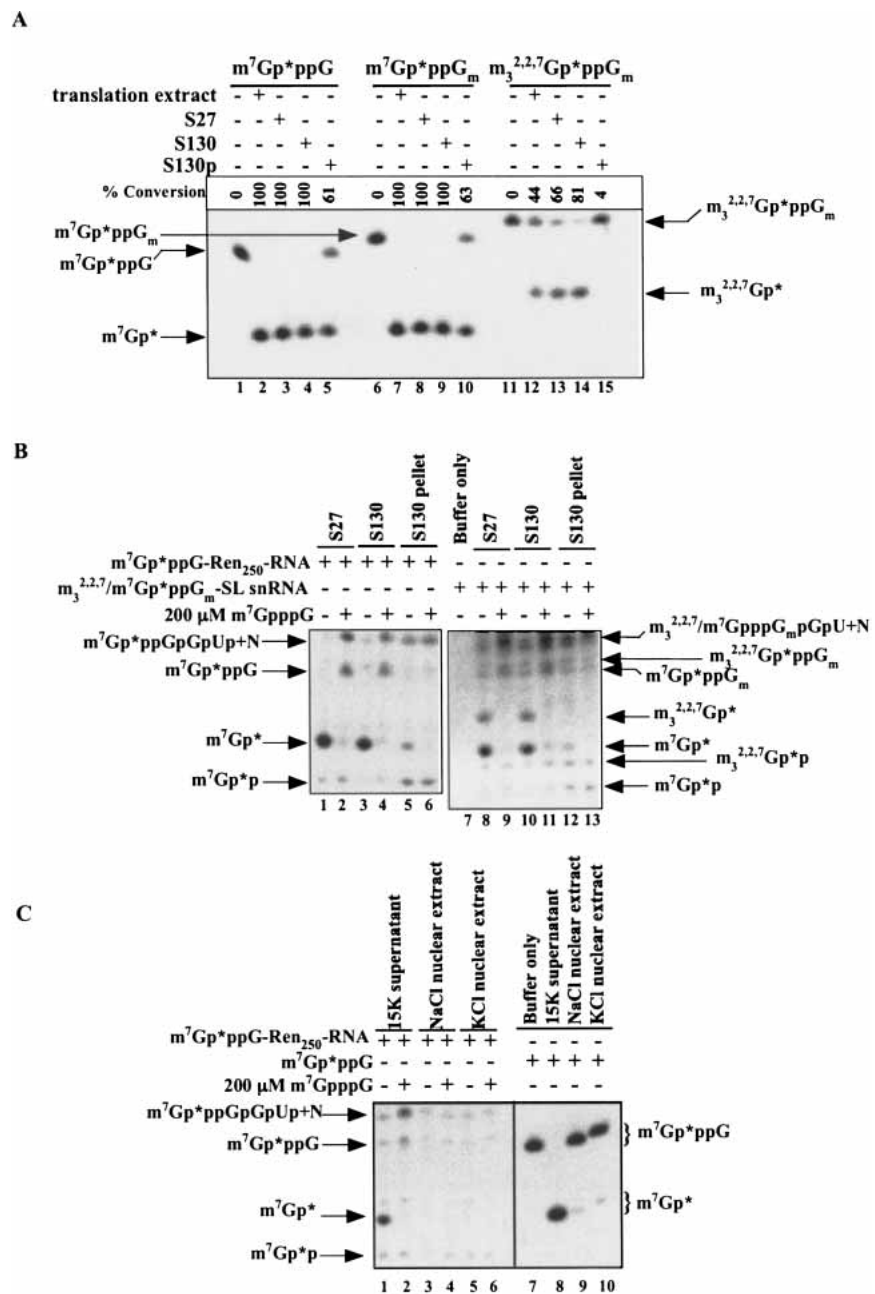 A
m⁷Gp*ppG m⁷Gp*ppGₘ m₃²,²,⁷Gp*ppGₘ
translation extract - + - - - - + - - - - + - - -
S27 - - + - - - - + - - - - + - -
S130 - - - + - - - - + - - - - + -
S130p - - - - + - - - - + - - - - +
% Conversion 0 100 100 100 61 0 100 100 100 63 0 44 66 81 4
m⁷Gp*ppGₘ
m⁷Gp*ppG
m⁷Gp*
m₃²,²,⁷Gp*ppGₘ
m₃²,²,⁷Gp*
1 2 3 4 5 6 7 8 9 10 11 12 13 14 15
B
S27 S130 S130 pellet Buffer only S27 S130 S130 pellet
m⁷Gp*ppG-Ren₂₅₀-RNA + + + + + + - - - - - - -
m₃²,²,⁷/m⁷Gp*ppGₘ-SL snRNA - - - - - - + + + + + + +
200 µM m⁷GpppG - + - + - + - - + - + - +
m⁷Gp*ppGpGpUp+N
m⁷Gp*ppG
m⁷Gp*
m⁷Gp*p
m₃²,²,⁷/m⁷GpppGₘpGpU+N
m₃²,²,⁷Gp*ppGₘ
m⁷Gp*ppGₘ
m₃²,²,⁷Gp*
m⁷Gp*
m₃²,²,⁷Gp*p
m⁷Gp*p
1 2 3 4 5 6 7 8 9 10 11 12 13
C
15K supernatant NaCl nuclear extract KCl nuclear extract Buffer only 15K supernatant NaCl nuclear extract KCl nuclear extract
m⁷Gp*ppG-Ren₂₅₀-RNA + + + + + + - - - -
m⁷Gp*ppG - - - - - - + + + +
200 µM m⁷GpppG - + - + - + - - - -
m⁷Gp*ppGpGpUp+N
m⁷Gp*ppG
m⁷Gp*
m⁷Gp*p
} m⁷Gp*ppG
} m⁷Gp*
1 2 3 4 5 6 7 8 9 10